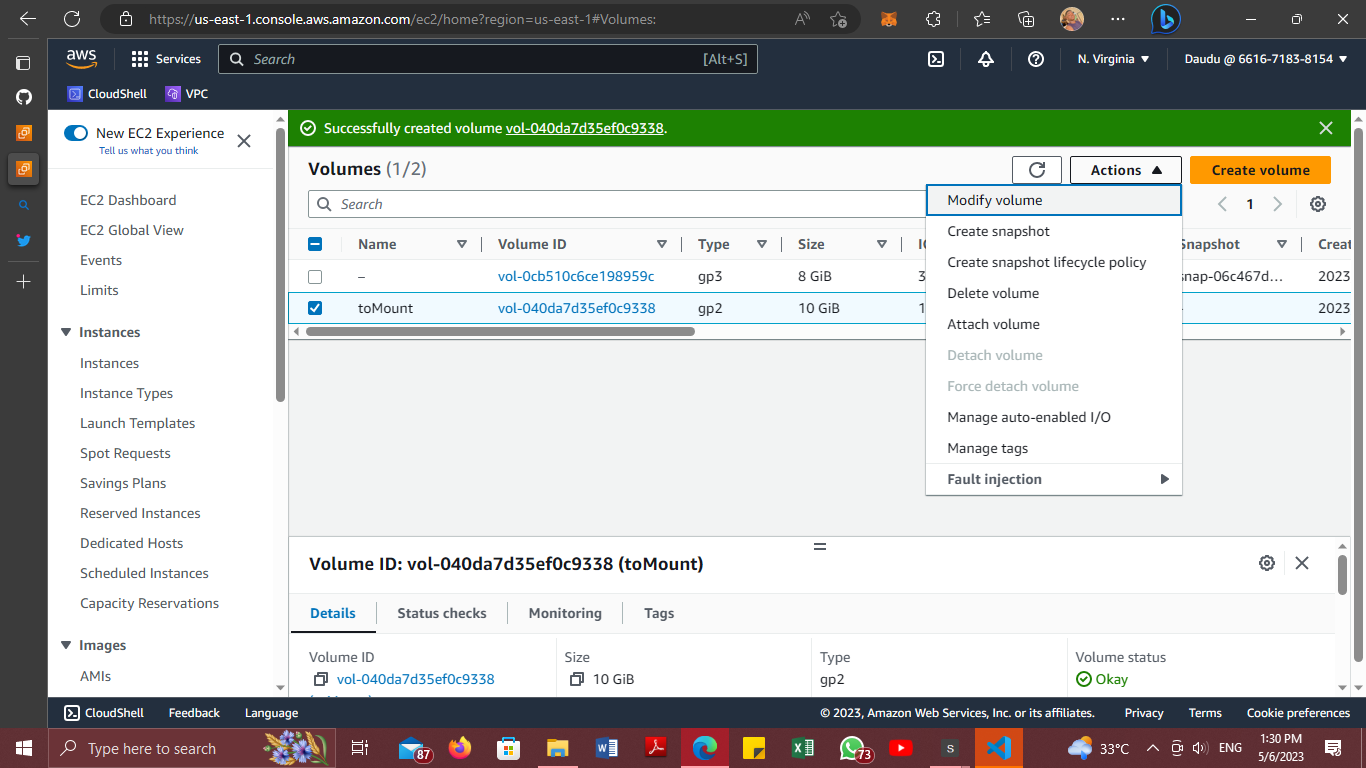 https://us-east-1.console.aws.amazon.com/ec2/home?region=us-east-1#Volumes:
aws
Services
Search
[Alt+S]
N. Virginia
Daudu @ 6616-7183-8154
CloudShell
VPC
New EC2 Experience
Tell us what you think
EC2 Dashboard
EC2 Global View
Events
Limits
Instances
Instances
Instance Types
Launch Templates
Spot Requests
Savings Plans
Reserved Instances
Dedicated Hosts
Scheduled Instances
Capacity Reservations
Images
AMIs
Successfully created volume vol-040da7d35ef0c9338.
Volumes (1/2)
Actions
Create volume
Search
1
Name Volume ID Type Size Snapshot
– vol-0cb510c6ce198959c gp3 8 GiB 3 snap-06c467d... 2023
toMount vol-040da7d35ef0c9338 gp2 10 GiB 1 2023
Modify volume
Create snapshot
Create snapshot lifecycle policy
Delete volume
Attach volume
Detach volume
Force detach volume
Manage auto-enabled I/O
Manage tags
Fault injection
Volume ID: vol-040da7d35ef0c9338 (toMount)
Details
Status checks
Monitoring
Tags
Volume ID
vol-040da7d35ef0c9338
Size
10 GiB
Type
gp2
Volume status
Okay
CloudShell
Feedback
Language
© 2023, Amazon Web Services, Inc. or its affiliates.
Privacy
Terms
Cookie preferences
Type here to search
87
73
S
33°C
ENG
1:30 PM
5/6/2023